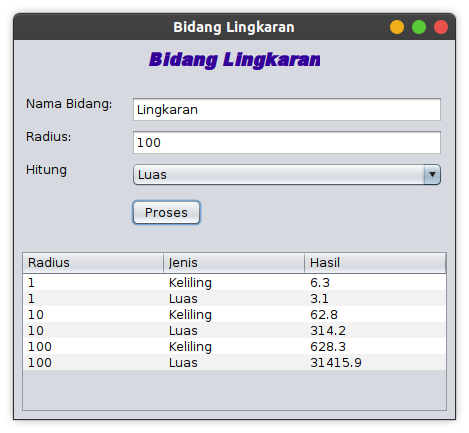 Bidang Lingkaran
Bidang Lingkaran
Nama Bidang: Lingkaran
Radius: 100
Hitung Luas
Proses
Radius Jenis Hasil
1 Keliling 6.3
1 Luas 3.1
10 Keliling 62.8
10 Luas 314.2
100 Keliling 628.3
100 Luas 31415.9